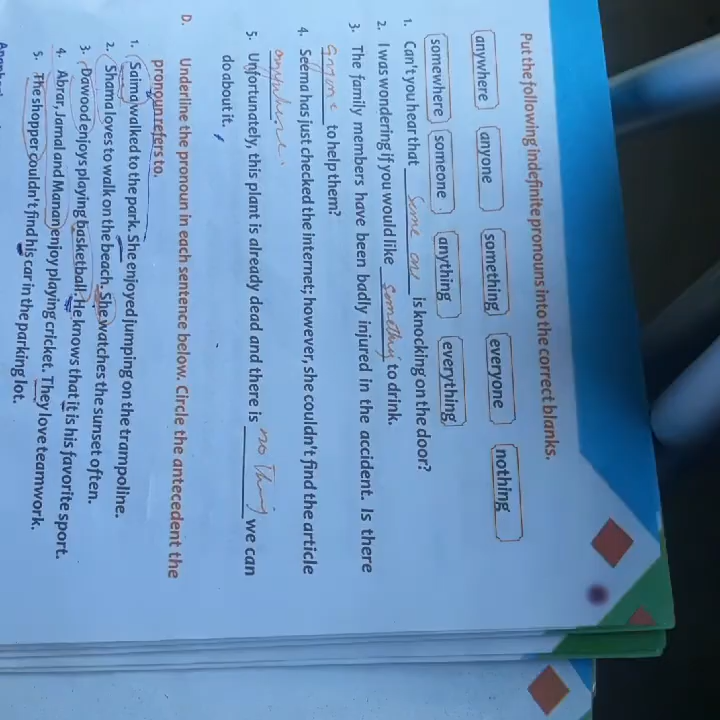 Put the following indefinite pronouns into the correct blanks.
anywhere anyone something everyone nothing
somewhere someone anything everything
1. Can't you hear that some one is knocking on the door?
2. I was wondering if you would like something to drink.
3. The family members have been badly injured in the accident. Is there
anyone to help them?
4. Seema has just checked the internet; however, she couldn't find the article
anywhere.
5. Unfortunately, this plant is already dead and there is no thing we can
do about it.
D. Underline the pronoun in each sentence below. Circle the antecedent the
pronoun refers to.
1. Salma walked to the park. She enjoyed jumping on the trampoline.
2. Shama loves to walk on the beach. She watches the sunset often.
3. Dawood enjoys playing basketball. He knows that it is his favorite sport.
4. Abrar, Jamal and Manan enjoy playing cricket. They love teamwork.
5. The shopper couldn't find his car in the parking lot.